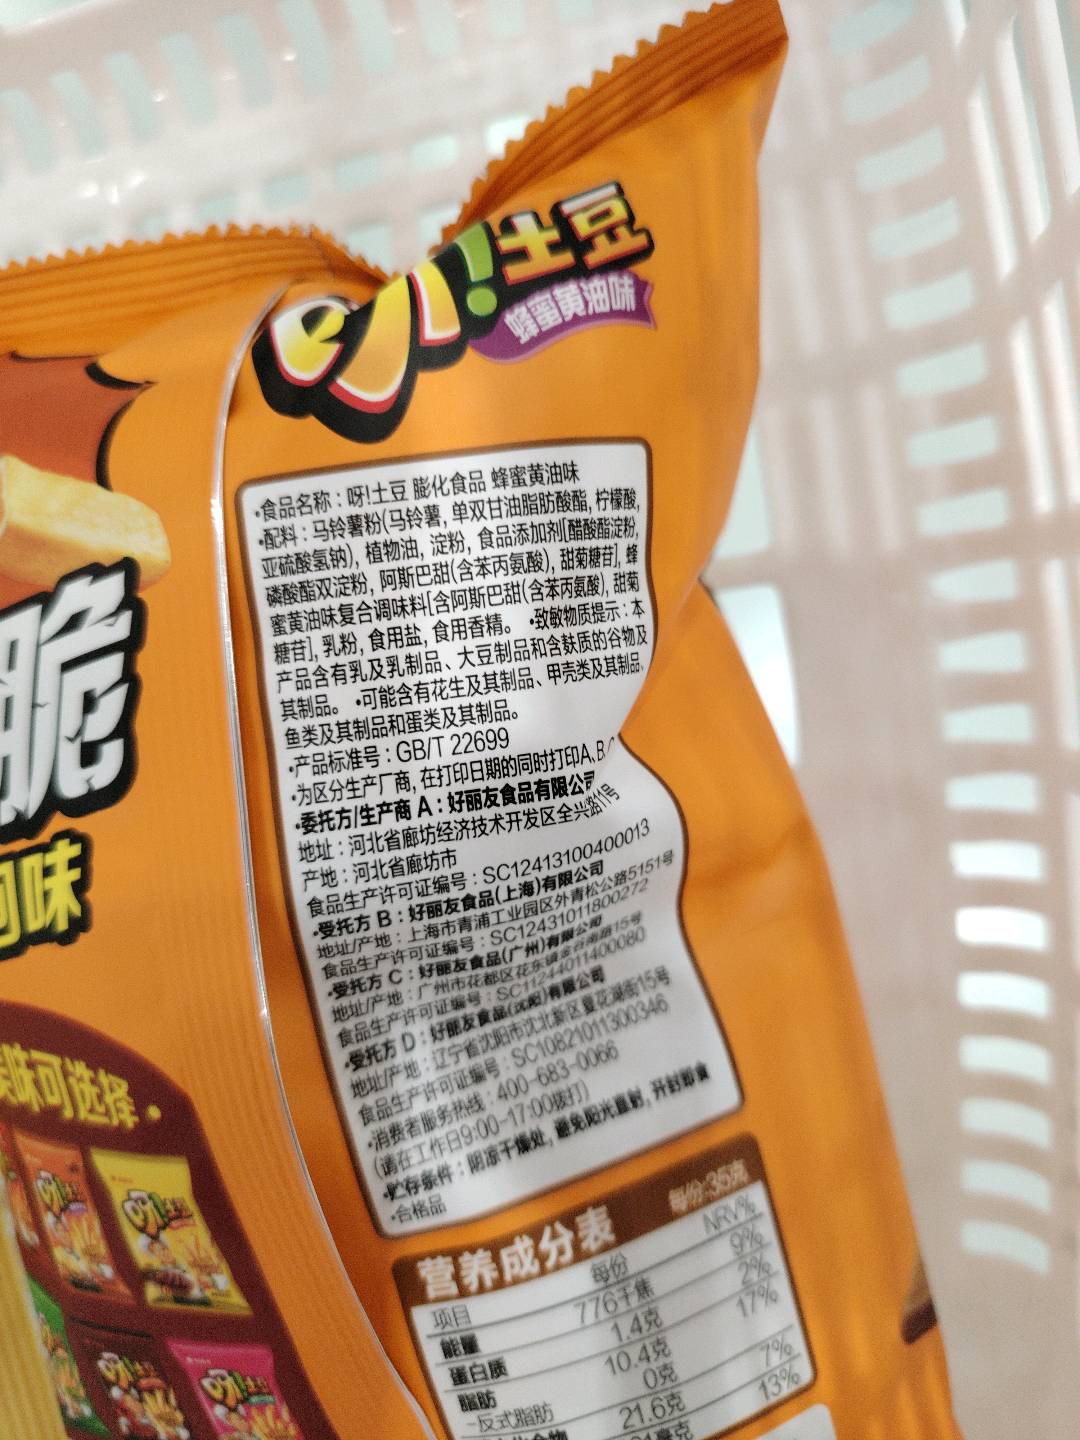 呀!土豆
蜂蜜黄油味
·食品名称:呀!土豆 膨化食品 蜂蜜黄油味
·配料:马铃薯粉(马铃薯, 单双甘油脂肪酸酯, 柠檬酸,
亚硫酸氢钠), 植物油, 淀粉, 食品添加剂[醋酸酯淀粉,
磷酸酯双淀粉, 阿斯巴甜(含苯丙氨酸), 甜菊糖苷], 蜂
蜜黄油味复合调味料[含阿斯巴甜(含苯丙氨酸), 甜菊
糖苷], 乳粉, 食用盐, 食用香精。 ·致敏物质提示:本
产品含有乳及乳制品、大豆制品和含麸质的谷物及
其制品。 ·可能含有花生及其制品、甲壳类及其制品、
鱼类及其制品和蛋类及其制品。
·产品标准号:GB/T 22699
·为区分生产厂商, 在打印日期的同时打印A、B
·委托方/生产商 A:好丽友食品有限公司
地址:河北省廊坊经济技术开发区全兴路11号
产地:河北省廊坊市
食品生产许可证编号:SC12413100400013
·受托方 B:好丽友食品(上海)有限公司
地址/产地:上海市青浦工业园区外青松公路5151号
食品生产许可证编号:SC12431011800272
·受托方 C:好丽友食品(广州)有限公司
地址/产地:广州市花都区花东镇金谷南路15号
食品生产许可证编号:SC11244011400080
·受托方 D:好丽友食品(沈阳)有限公司
地址/产地:辽宁省沈阳市沈北新区夏花湖街15号
食品生产许可证编号:SC10821011300346
·消费者服务热线:400-683-0066
(请在工作日9:00-17:00拨打)
·贮存条件:阴凉干燥处, 避免阳光直射, 开封即食
·合格品
营养成分表 每份:35克
项目 每份 NRV%
能量 776千焦 9%
蛋白质 1.4克 2%
脂肪 10.4克 17%
-反式脂肪 0克
21.6克 7%
13%
脆
味
味可选择